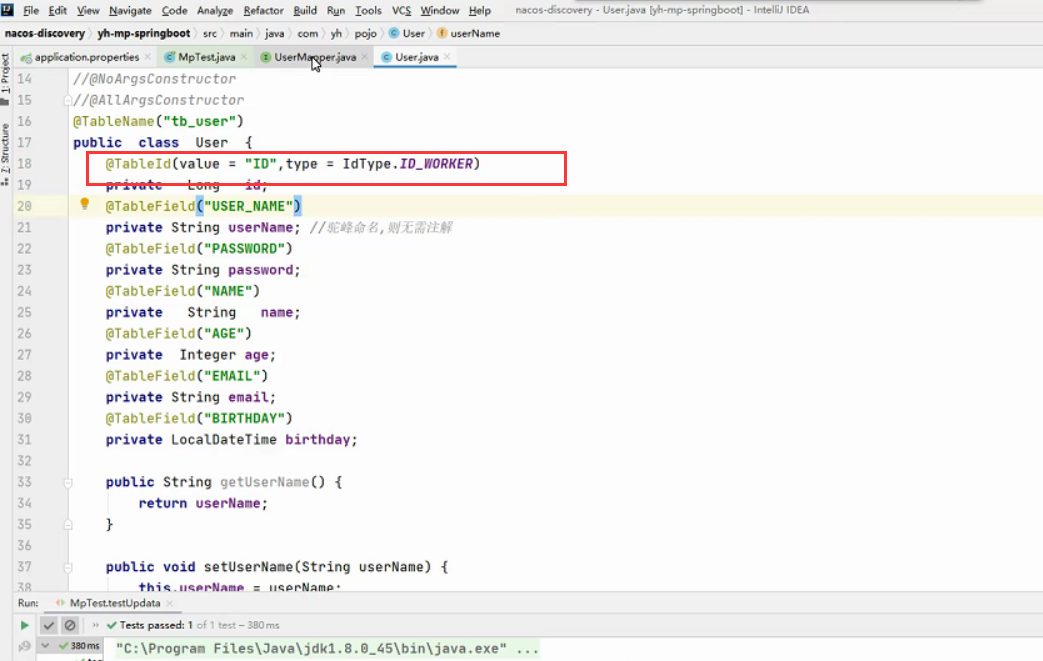 File Edit View Navigate Code Analyze Refactor Build Run Tools VCS Window Help nacos-discovery - User.java [yh-mp-springboot] - IntelliJ IDEA
nacos-discovery yh-mp-springboot src main java com yh pojo User userName
application.properties MpTest.java UserMapper.java User.java
1: Project
Z: Structure
14 //@NoArgsConstructor
15 //@AllArgsConstructor
16 @TableName("tb_user")
17 public class User {
18 @TableId(value = "ID",type = IdType.ID_WORKER)
19 private Long id;
20 @TableField("USER_NAME")
21 private String userName; //驼峰命名,则无需注解
22 @TableField("PASSWORD")
23 private String password;
24 @TableField("NAME")
25 private String name;
26 @TableField("AGE")
27 private Integer age;
28 @TableField("EMAIL")
29 private String email;
30 @TableField("BIRTHDAY")
31 private LocalDateTime birthday;
32
33 public String getUserName() {
34 return userName;
35 }
36
37 public void setUserName(String userName) {
38 this.userName = userName;
Run: MpTest.testUpdata
Tests passed: 1 of 1 test – 380 ms
380 ms "C:\Program Files\Java\jdk1.8.0_45\bin\java.exe" ...